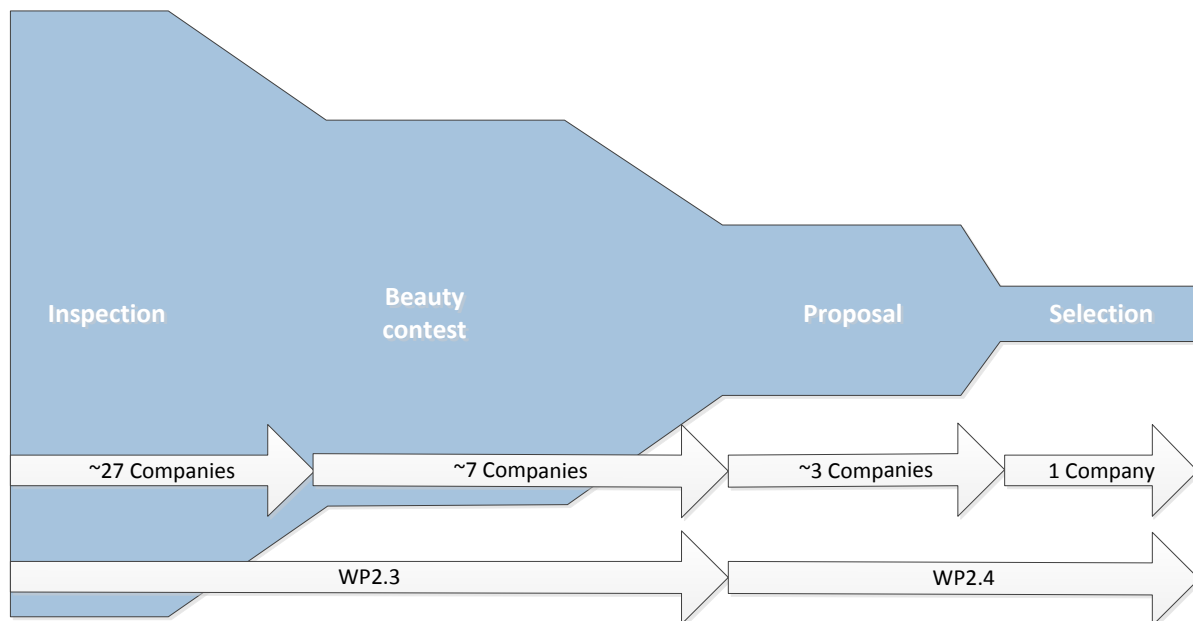 Inspection
Beauty
contest
Proposal
Selection
~27 Companies
~7 Companies
~3 Companies
1 Company
WP2.3
WP2.4